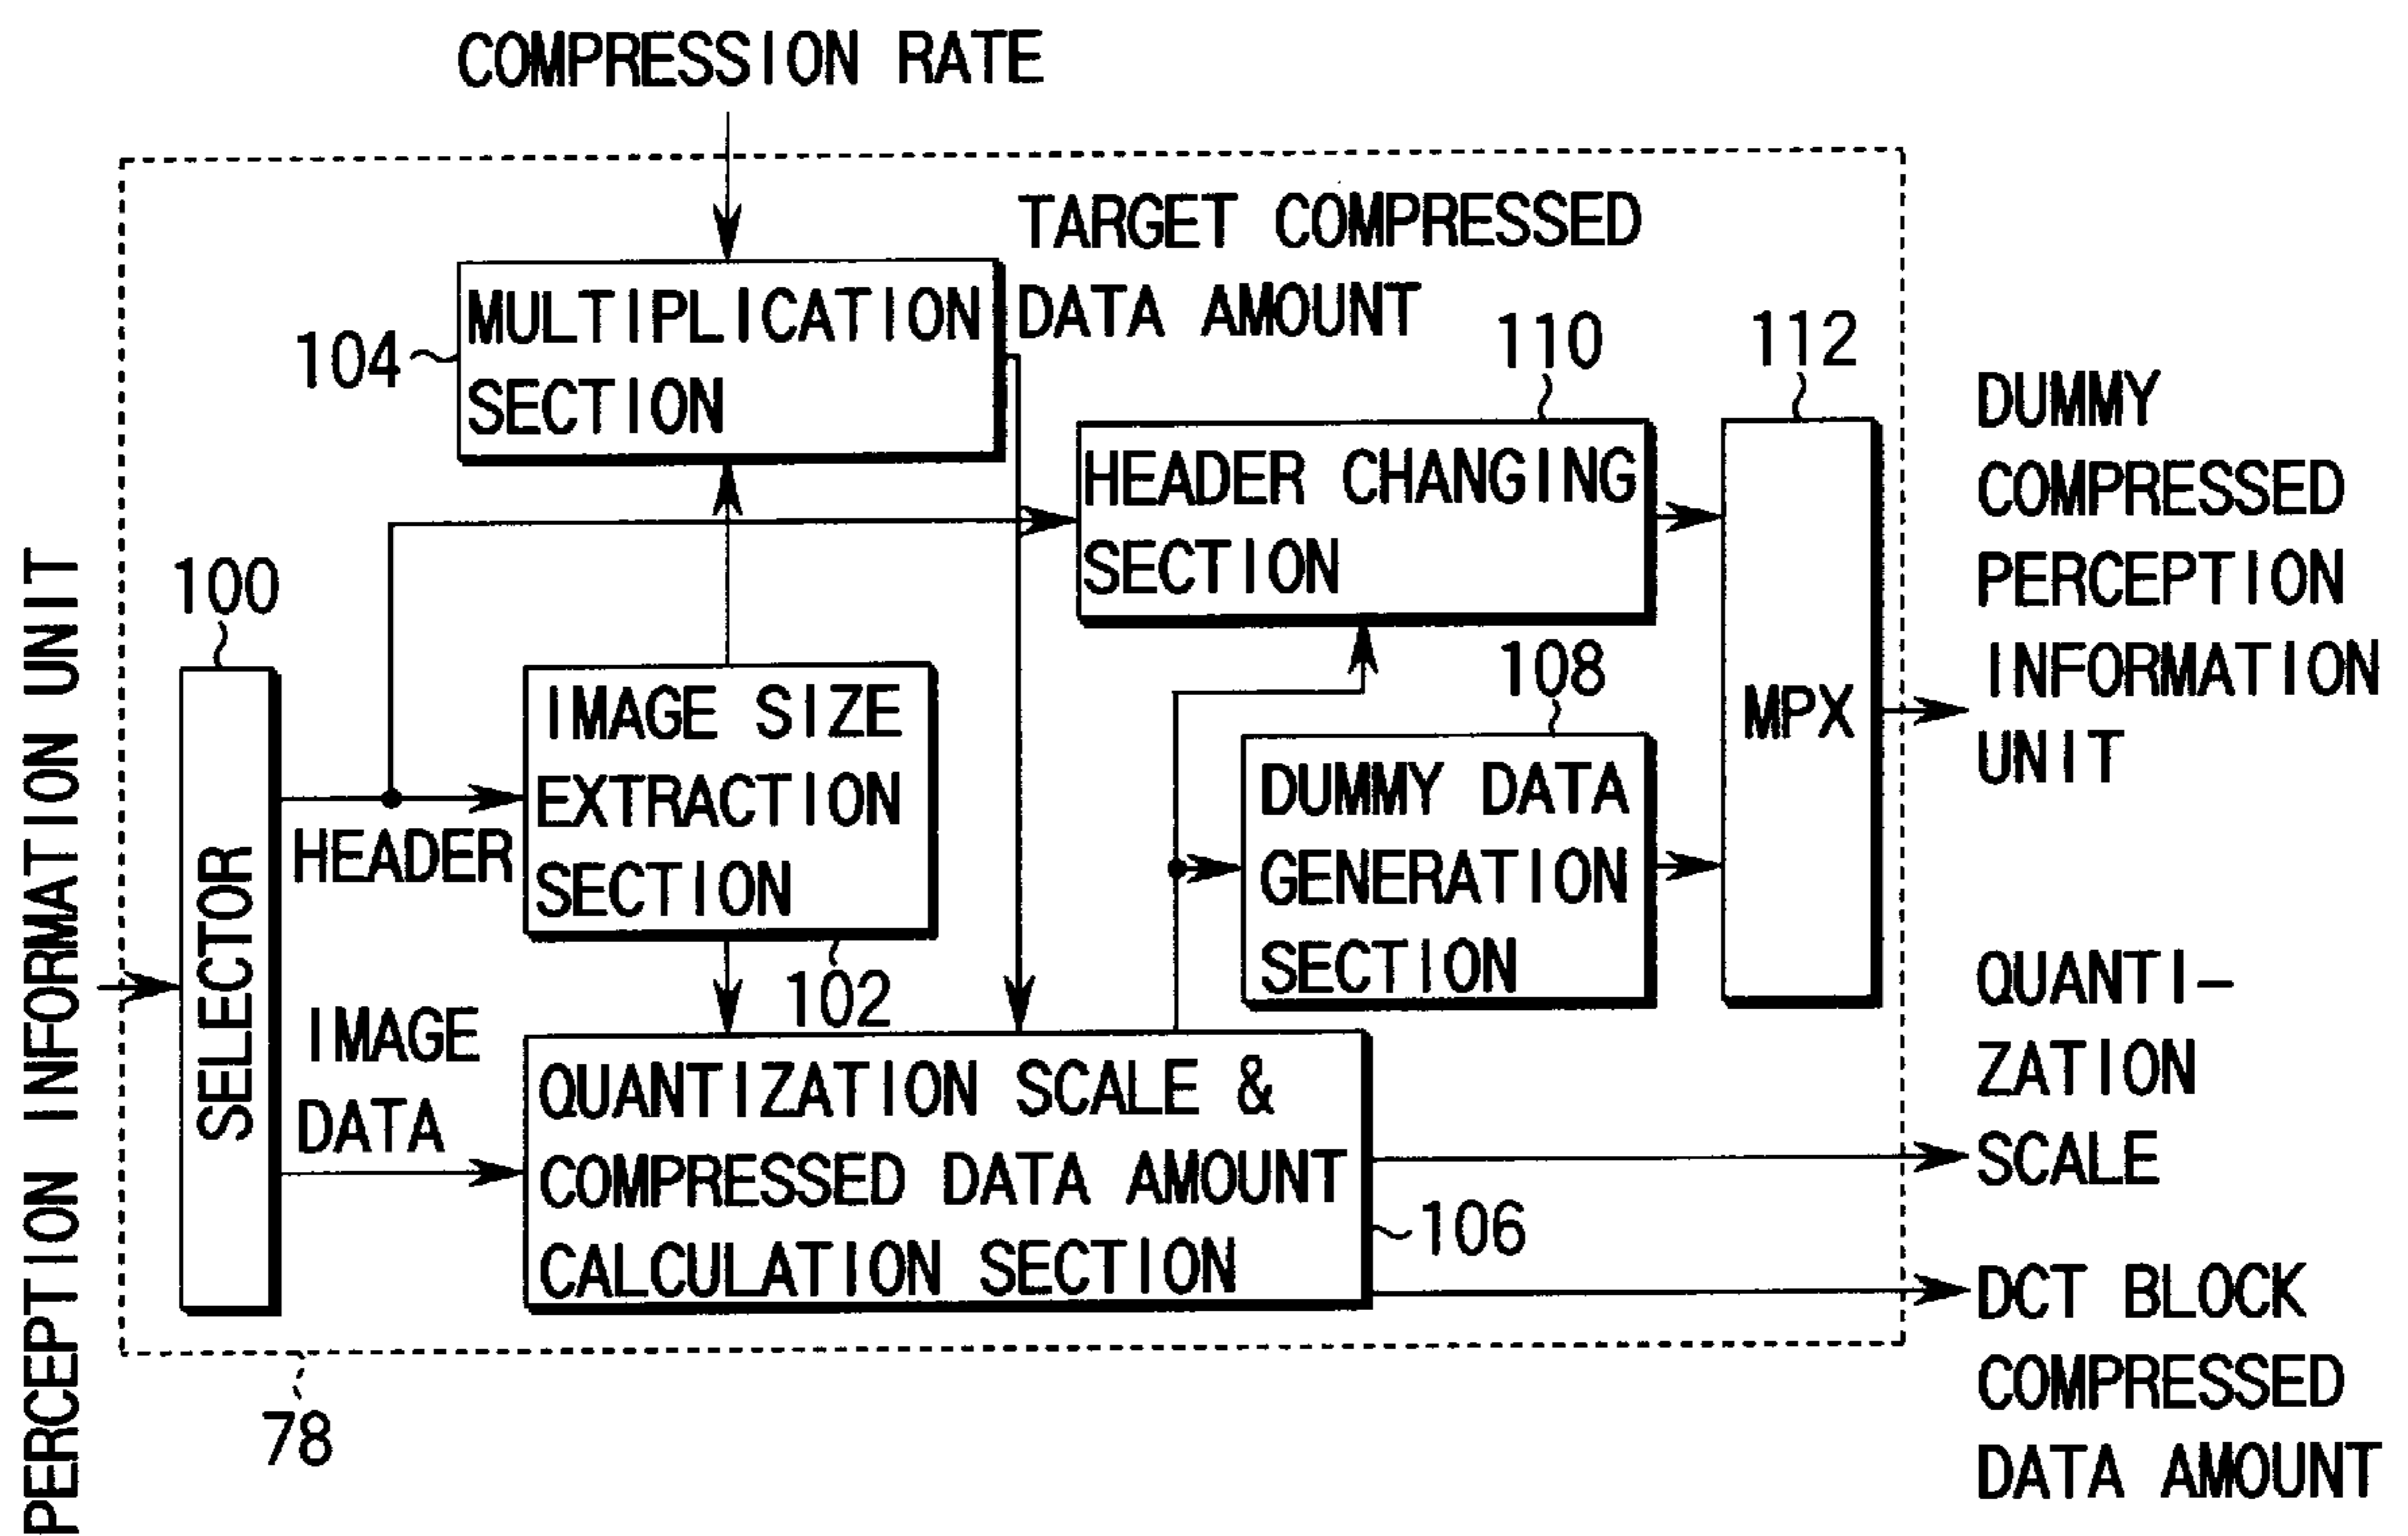 COMPRESSION RATE
TARGET COMPRESSED
DATA AMOUNT
MULTIPLICATION
SECTION
104
110
112
HEADER CHANGING
SECTION
DUMMY
COMPRESSED
PERCEPTION
INFORMATION
UNIT
PERCEPTION INFORMATION UNIT
100
SELECTOR
HEADER
IMAGE SIZE
EXTRACTION
SECTION
102
108
DUMMY DATA
GENERATION
SECTION
MPX
IMAGE
DATA
QUANTIZATION SCALE &
COMPRESSED DATA AMOUNT
CALCULATION SECTION
106
QUANTI-
ZATION
SCALE
DCT BLOCK
COMPRESSED
DATA AMOUNT
78